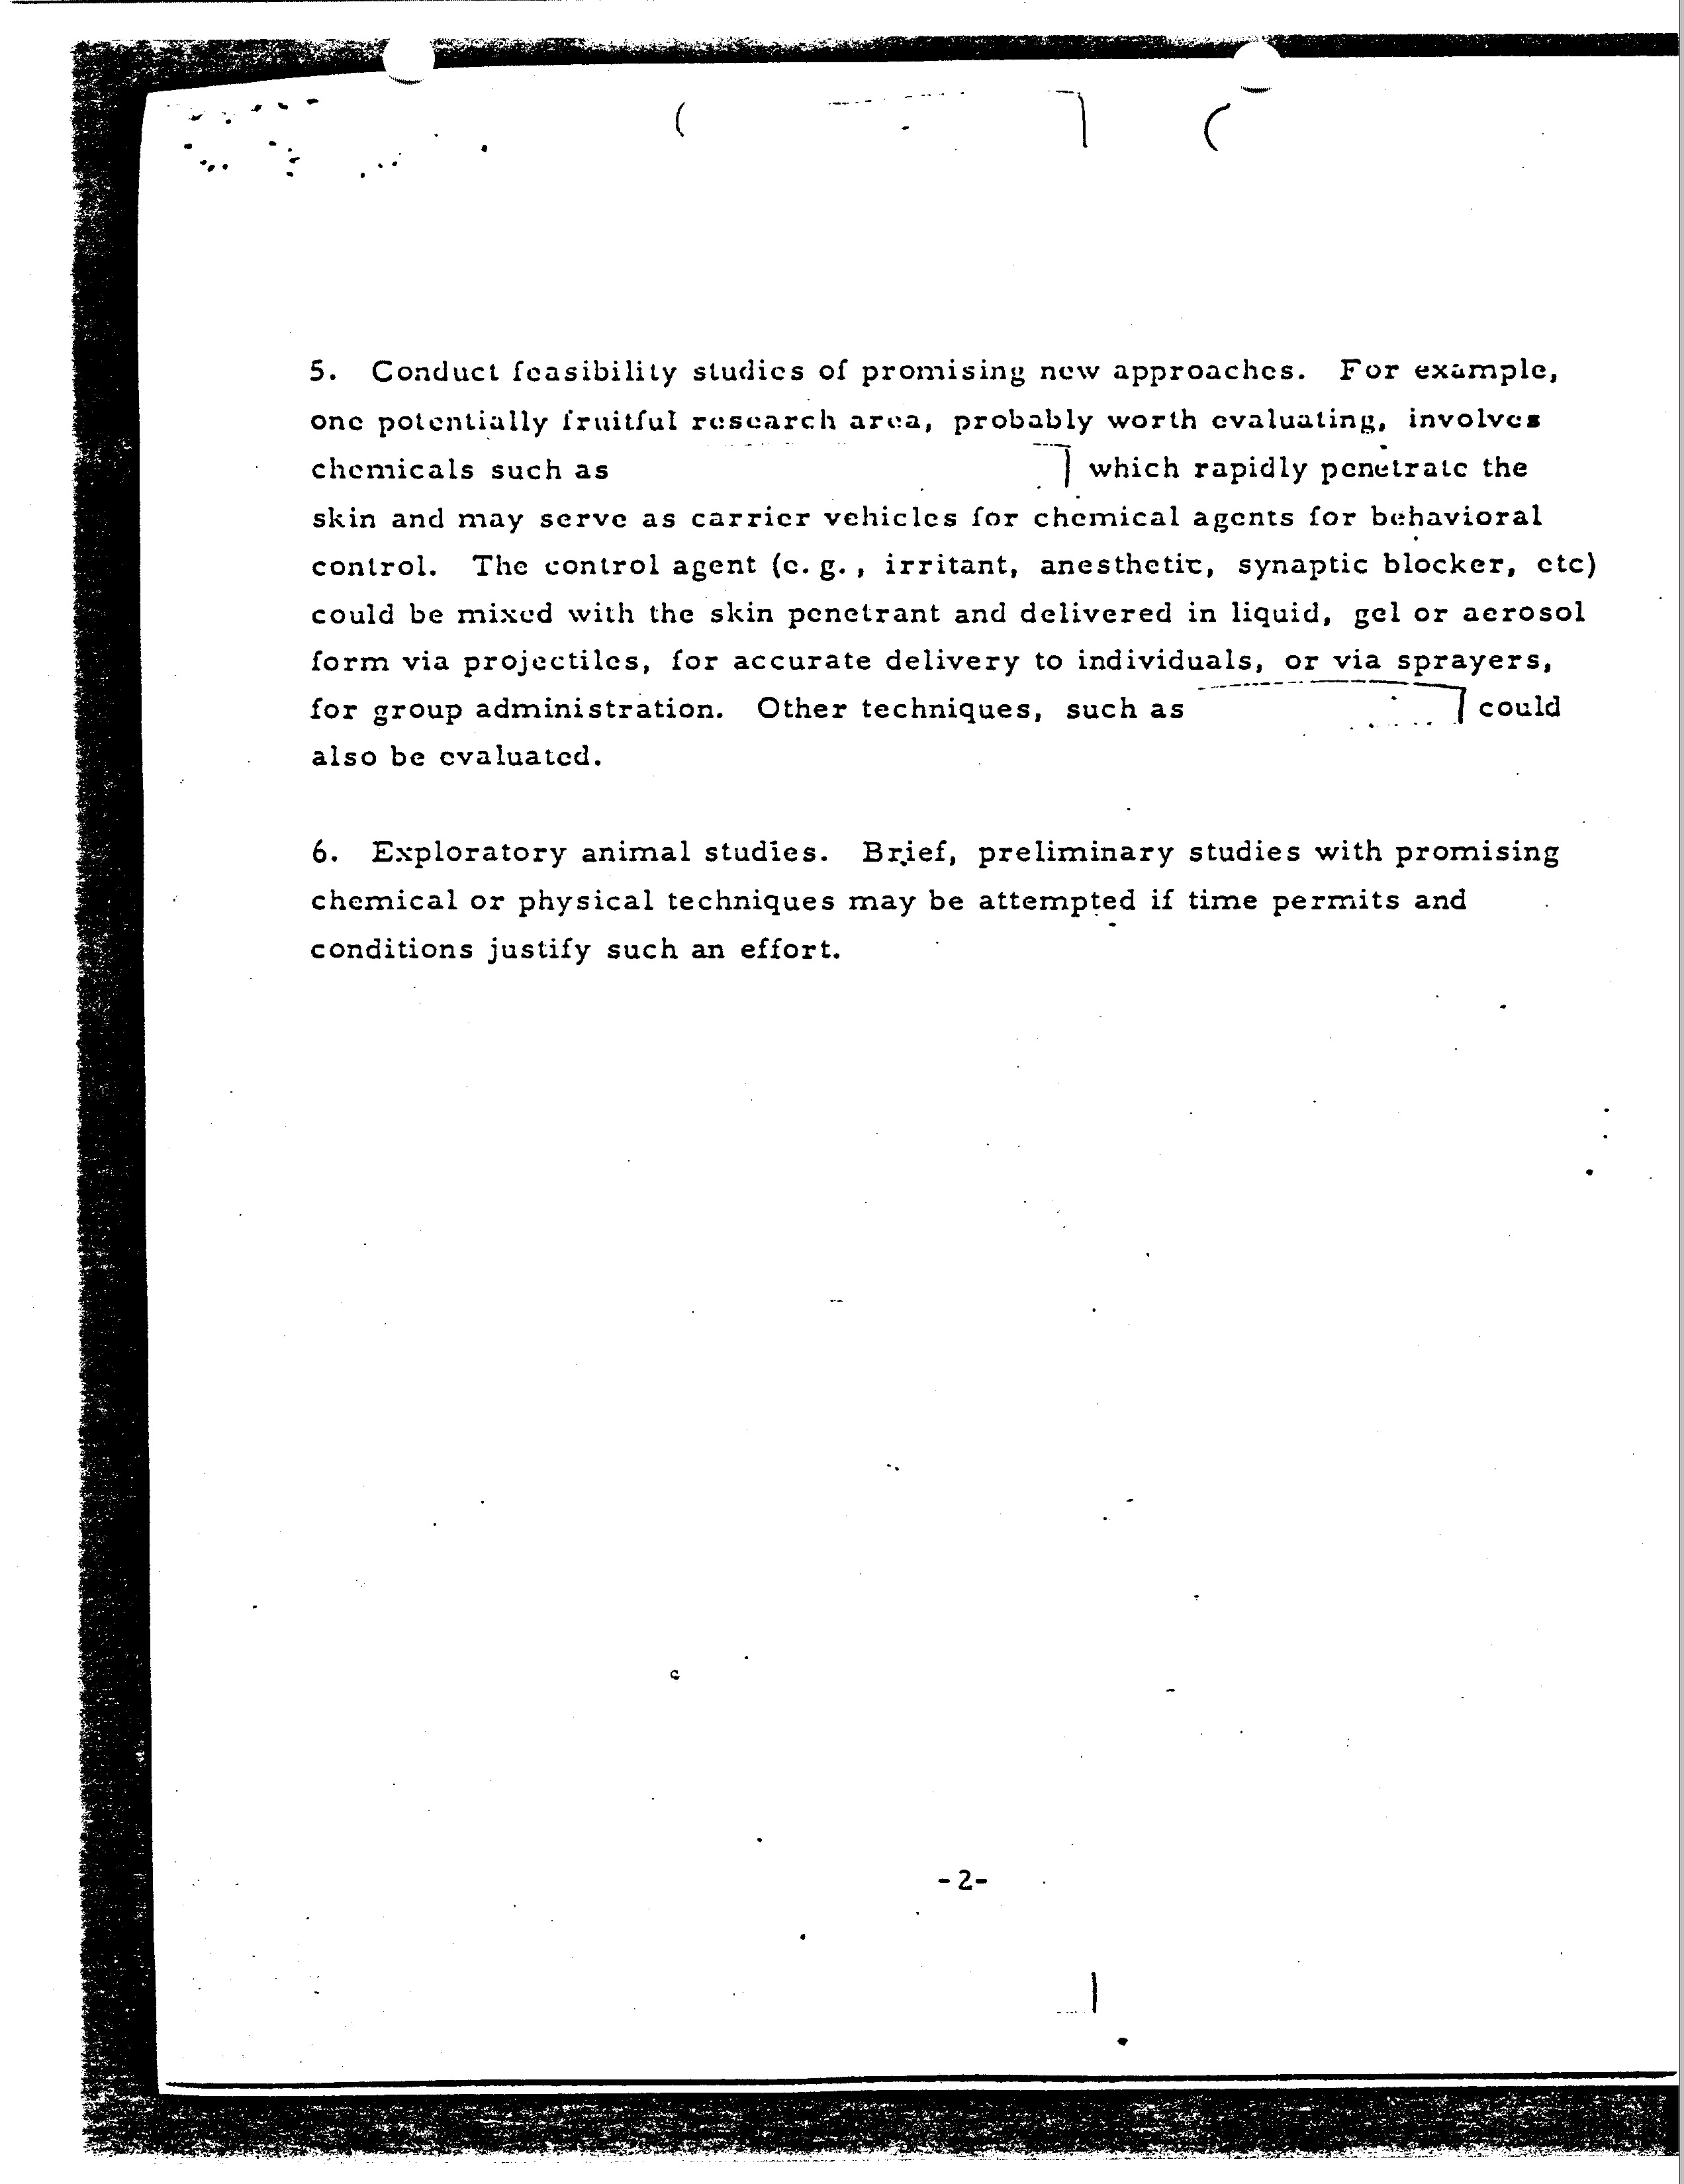 5. Conduct feasibility studies of promising new approaches. For example,
one potentially fruitful research area, probably worth evaluating, involves
chemicals such as ] which rapidly penetrate the
skin and may serve as carrier vehicles for chemical agents for behavioral
control. The control agent (e. g., irritant, anesthetic, synaptic blocker, etc)
could be mixed with the skin penetrant and delivered in liquid, gel or aerosol
form via projectiles, for accurate delivery to individuals, or via sprayers,
for group administration. Other techniques, such as ] could
also be evaluated.
6. Exploratory animal studies. Brief, preliminary studies with promising
chemical or physical techniques may be attempted if time permits and
conditions justify such an effort.
-2-